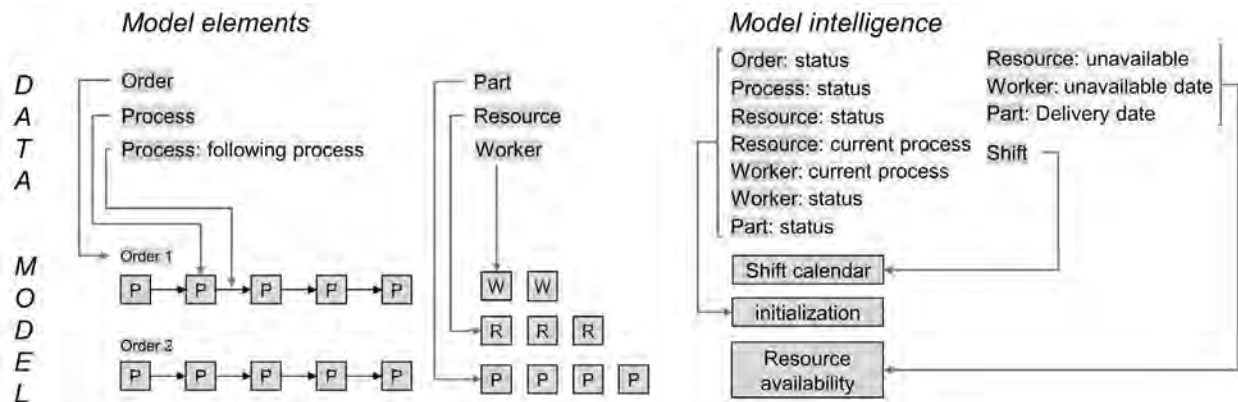 Model elements
Model intelligence
D
A
T
A
M
O
D
E
L
Order
Process
Process: following process
Part
Resource
Worker
Order 1
P P P P P
Order 2
P P P P P
W W
R R R
P P P P
Order: status
Process: status
Resource: status
Resource: current process
Worker: current process
Worker: status
Part: status
Resource: unavailable
Worker: unavailable date
Part: Delivery date
Shift
Shift calendar
initialization
Resource
availability